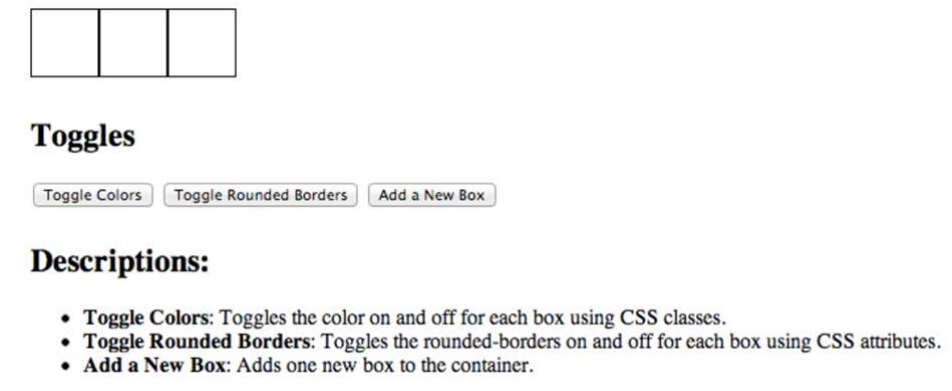 Toggles
Toggle Colors Toggle Rounded Borders Add a New Box
Descriptions:
• Toggle Colors: Toggles the color on and off for each box using CSS classes.
• Toggle Rounded Borders: Toggles the rounded-borders on and off for each box using CSS attributes.
• Add a New Box: Adds one new box to the container.